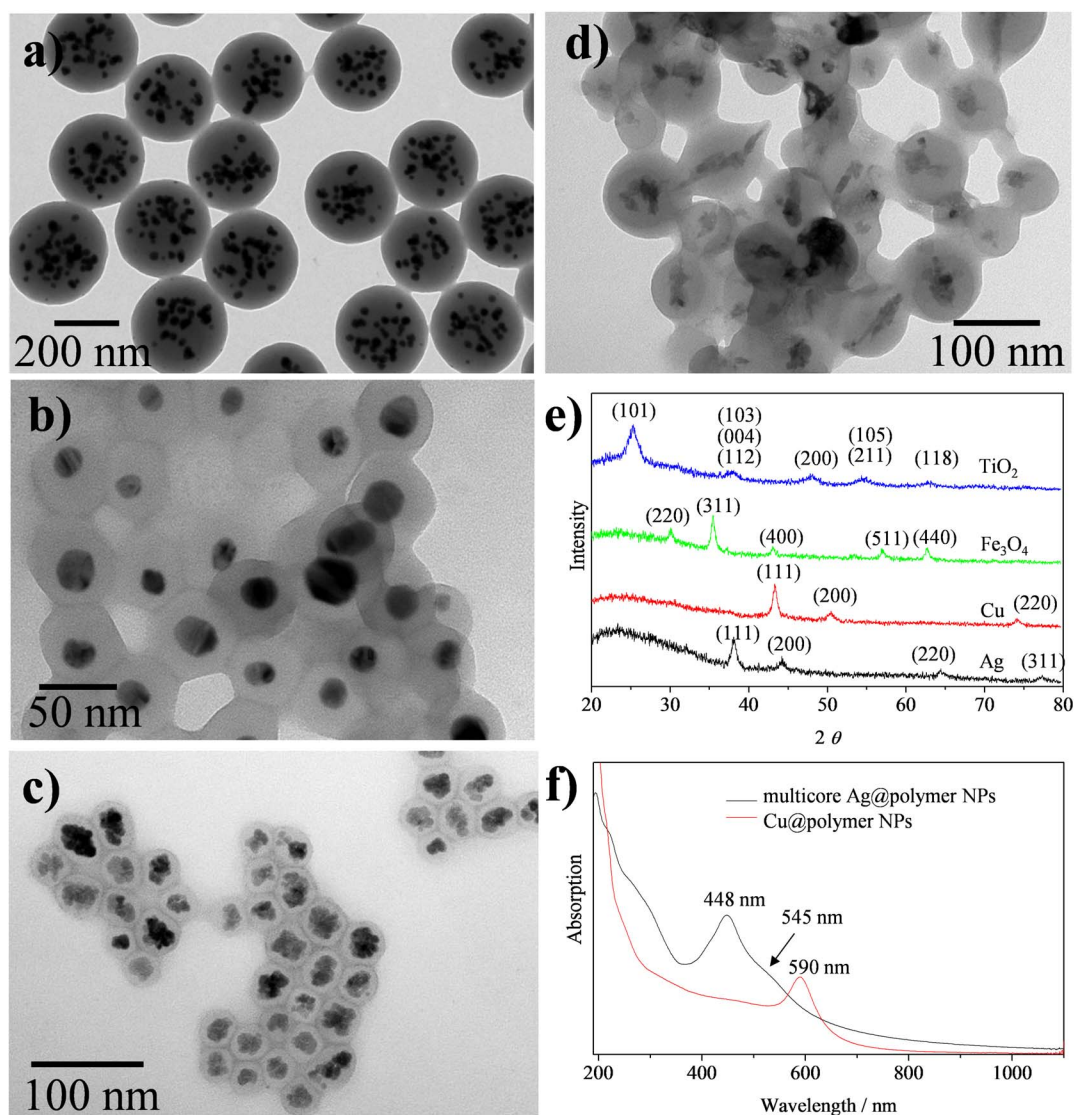 a)
200 nm
b)
50 nm
c)
100 nm
d)
100 nm
e)
(101)
(103)
(004)
(112)
(200)
(105)
(211)
(118)
TiO₂
(220)
(311)
(400)
(511)
(440)
Fe₃O₄
(111)
(200)
(220)
Cu
(111)
(200)
(220)
(311)
Ag
Intensity
20 30 40 50 60 70 80
2 θ
f)
multicore Ag@polymer NPs
Cu@polymer NPs
448 nm
545 nm
590 nm
Absorption
200 400 600 800 1000
Wavelength / nm